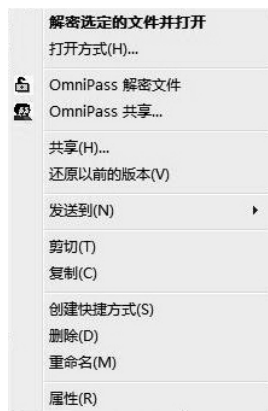 解密选定的文件并打开
打开方式(H)...
OmniPass 解密文件
OmniPass 共享...
共享(H)...
还原以前的版本(V)
发送到(N)
剪切(T)
复制(C)
创建快捷方式(S)
删除(D)
重命名(M)
属性(R)